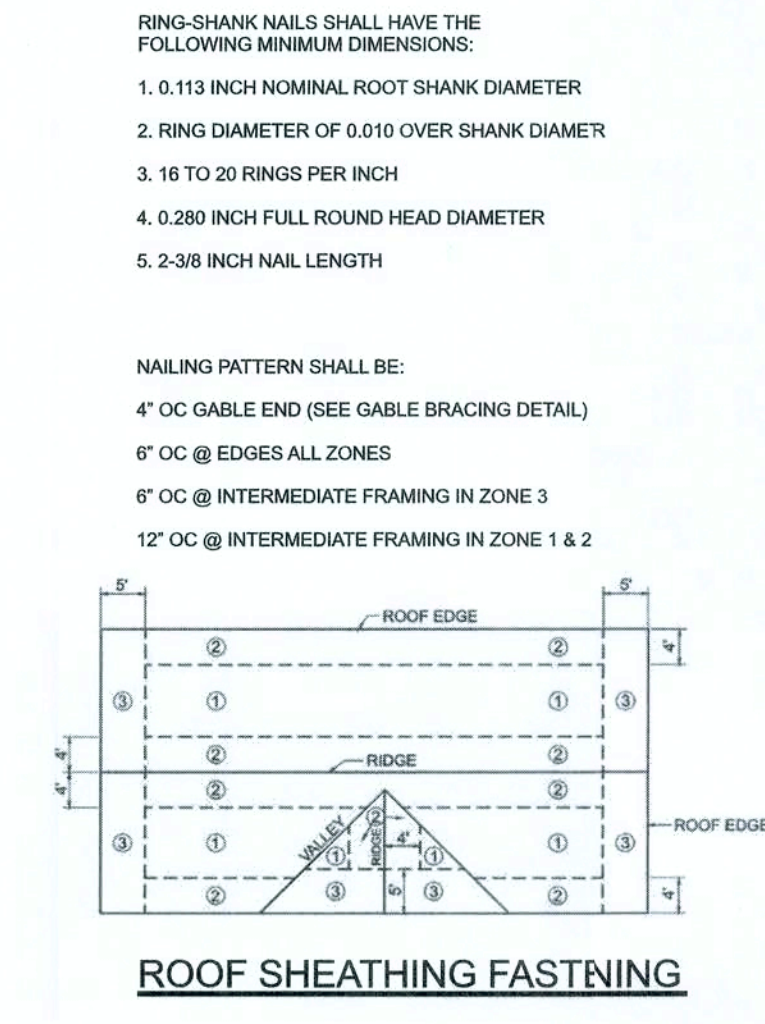 RING-SHANK NAILS SHALL HAVE THE
FOLLOWING MINIMUM DIMENSIONS:
1. 0.113 INCH NOMINAL ROOT SHANK DIAMETER
2. RING DIAMETER OF 0.010 OVER SHANK DIAMETR
3. 16 TO 20 RINGS PER INCH
4. 0.280 INCH FULL ROUND HEAD DIAMETER
5. 2-3/8 INCH NAIL LENGTH
NAILING PATTERN SHALL BE:
4" OC GABLE END (SEE GABLE BRACING DETAIL)
6" OC @ EDGES ALL ZONES
6" OC @ INTERMEDIATE FRAMING IN ZONE 3
12" OC @ INTERMEDIATE FRAMING IN ZONE 1 & 2
5' 5'
ROOF EDGE
2 2 4'
3 1 1 3
4' 2 2
RIDGE
4' 2 2
2
VALLEY RIDGE 4' ROOF EDGE
3 1 1 1 1 3
2 3 5' 3 2 4'
ROOF SHEATHING FASTENING